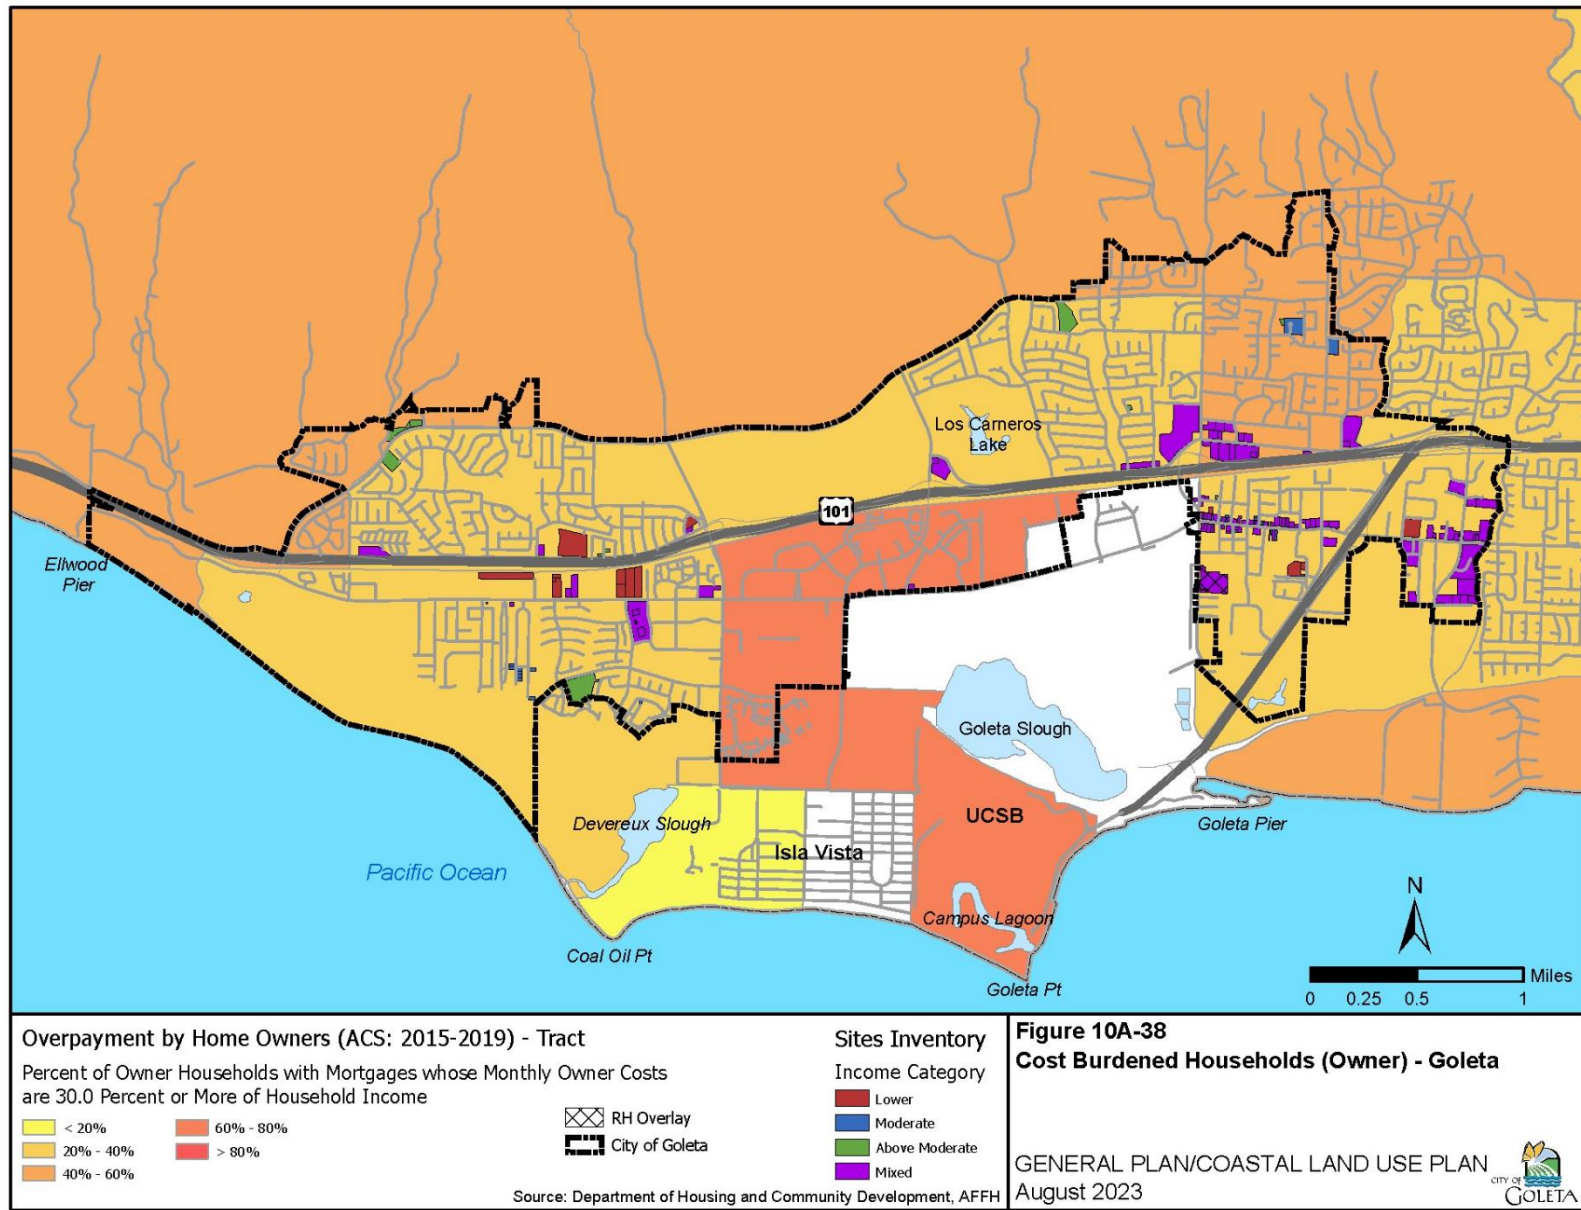 Los Carneros
Lake
101
Ellwood
Pier
Goleta Slough
Devereux Slough
UCSB
Goleta Pier
Isla Vista
Pacific Ocean
Campus Lagoon
N
Coal Oil Pt
Goleta Pt
Miles
0 0.25 0.5 1
Overpayment by Home Owners (ACS: 2015-2019) - Tract
Percent of Owner Households with Mortgages whose Monthly Owner Costs
are 30.0 Percent or More of Household Income
< 20%
20% - 40%
40% - 60%
60% - 80%
> 80%
RH Overlay
City of Goleta
Sites Inventory
Income Category
Lower
Moderate
Above Moderate
Mixed
Source: Department of Housing and Community Development, AFFH
Figure 10A-38
Cost Burdened Households (Owner) - Goleta
GENERAL PLAN/COASTAL LAND USE PLAN
August 2023
CITY OF
GOLETA